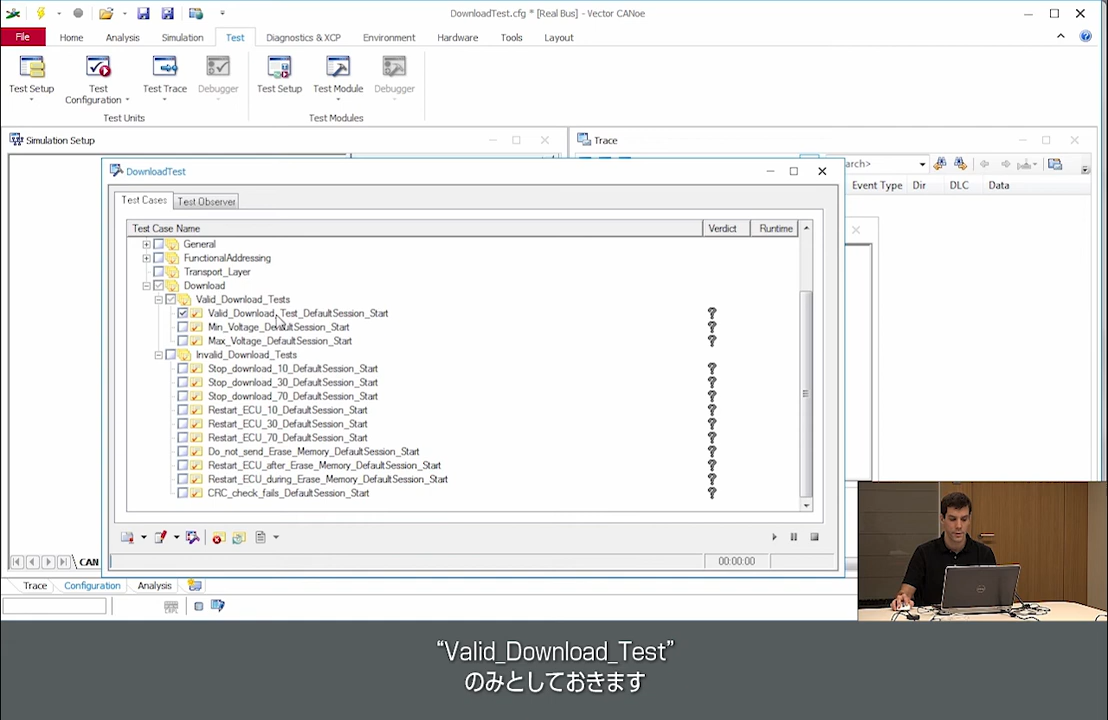 DownloadTest.cfg * [Real Bus] - Vector CANoe
File Home Analysis Simulation Test Diagnostics & XCP Environment Hardware Tools Layout
Test Setup Test Configuration Test Trace Debugger Test Setup Test Module Debugger
Test Units Test Modules
Simulation Setup
Trace
arch>
Event Type Dir DLC Data
DownloadTest
Test Cases Test Observer
Test Case Name Verdict Runtime
General
FunctionalAddressing
Transport_Layer
Download
Valid_Download_Tests
Valid_Download_Test_DefaultSession_Start ?
Min_Voltage_DefaultSession_Start ?
Max_Voltage_DefaultSession_Start ?
Invalid_Download_Tests
Stop_download_10_DefaultSession_Start ?
Stop_download_30_DefaultSession_Start ?
Stop_download_70_DefaultSession_Start ?
Restart_ECU_10_DefaultSession_Start ?
Restart_ECU_30_DefaultSession_Start ?
Restart_ECU_70_DefaultSession_Start ?
Do_not_send_Erase_Memory_DefaultSession_Start ?
Restart_ECU_after_Erase_Memory_DefaultSession_Start ?
Restart_ECU_during_Erase_Memory_DefaultSession_Start ?
CRC_check_fails_DefaultSession_Start ?
00:00:00
CAN
Trace Configuration Analysis
“Valid_Download_Test”
のみとしておきます